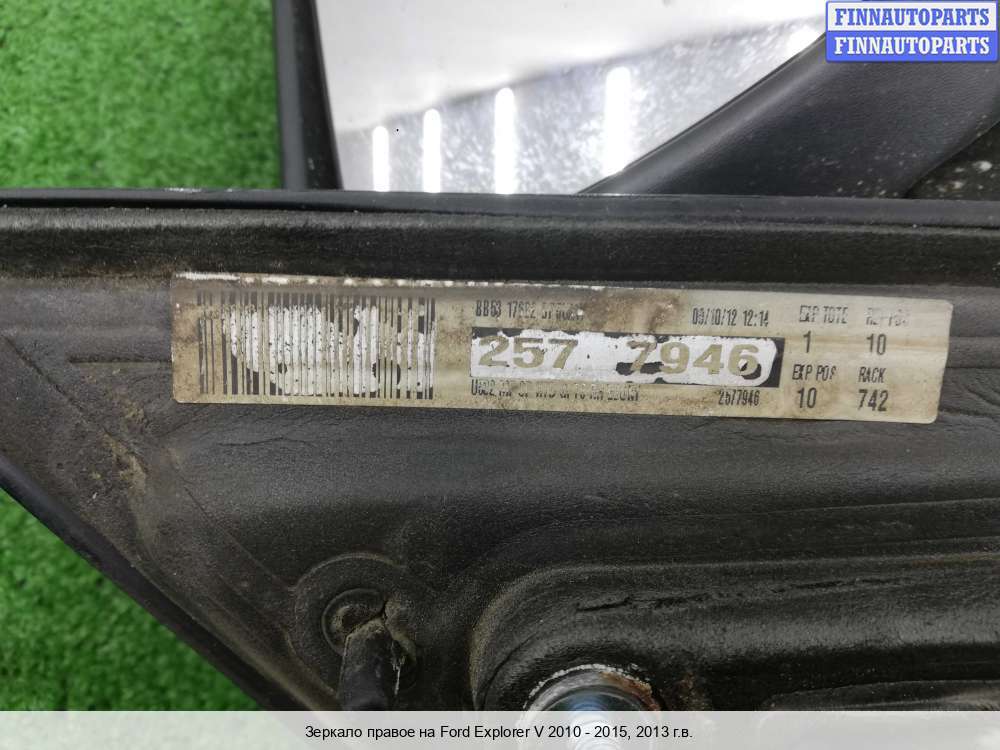 FINNAUTOPARTS
FINNAUTOPARTS
BB53 17682 09/10/12 12:14 EXP TOTE
257 7946 1 10
EXP POS RACK
2577946 10 742
Зеркало правое на Ford Explorer V 2010 - 2015, 2013 г.в.